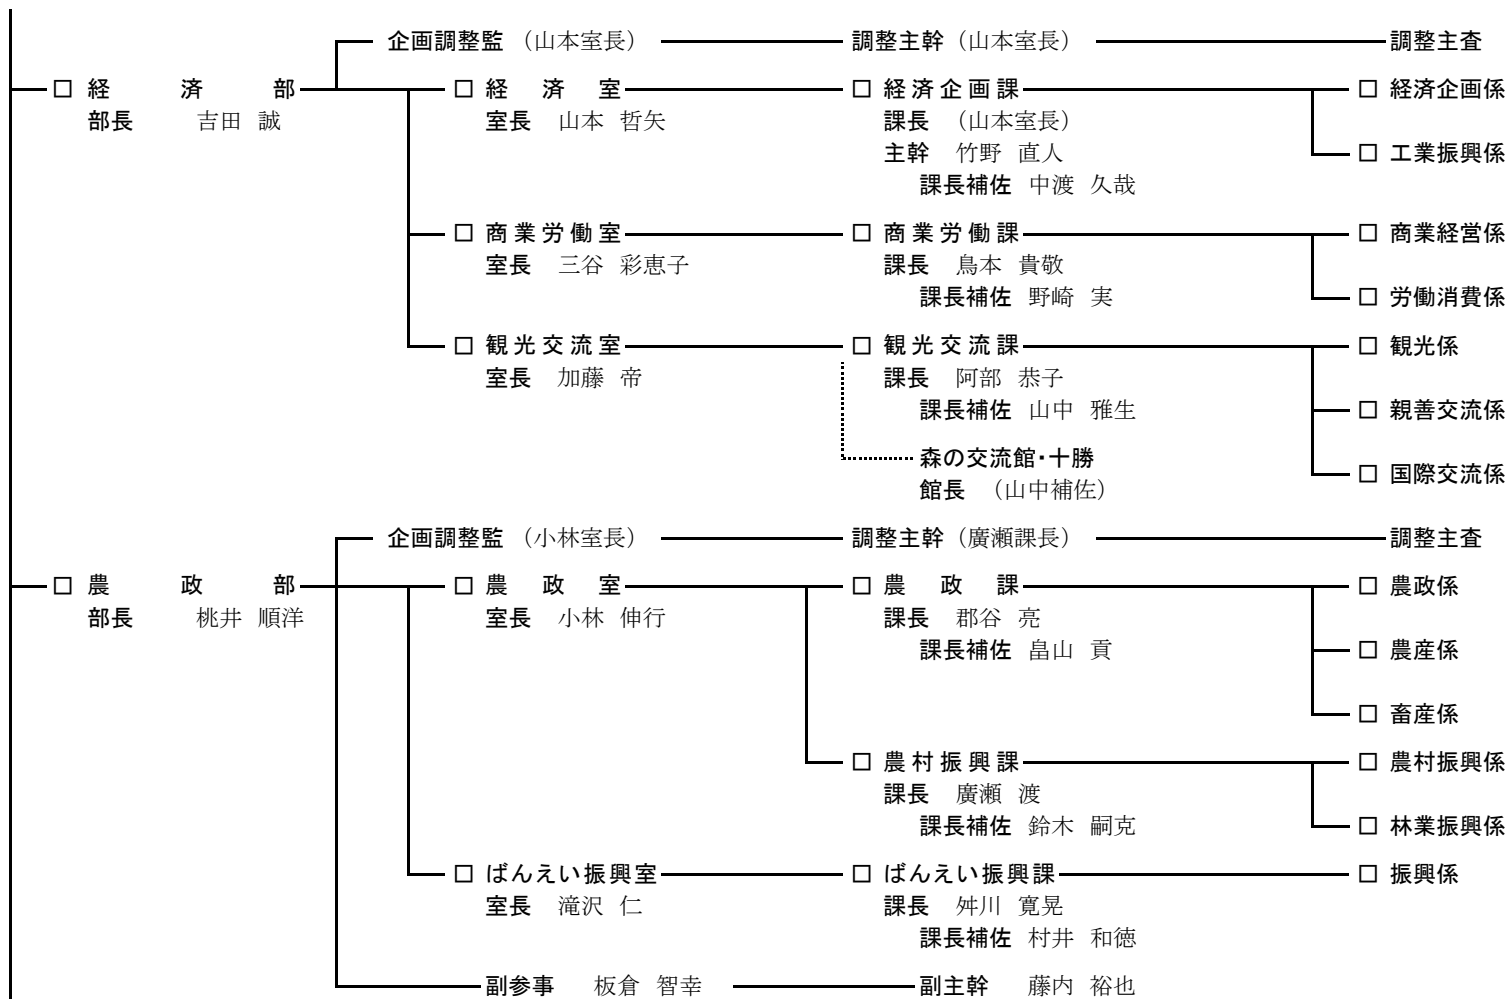 企画調整監 （山本室長） 調整主幹（山本室長） 調整主査
□ 経済部 □ 経済室 □ 経済企画課 □ 経済企画係
部長 吉田 誠 室長 山本 哲矢 課長 （山本室長）
主幹 竹野 直人 □ 工業振興係
課長補佐 中渡 久哉
□ 商業労働室 □ 商業労働課 □ 商業経営係
室長 三谷 彩恵子 課長 鳥本 貴敬
課長補佐 野崎 実 □ 労働消費係
□ 観光交流室 □ 観光交流課 □ 観光係
室長 加藤 帝 課長 阿部 恭子
課長補佐 山中 雅生 □ 親善交流係
森の交流館・十勝
館長 （山中補佐） □ 国際交流係
企画調整監 （小林室長） 調整主幹（廣瀬課長） 調整主査
□ 農政部 □ 農政室 □ 農政課 □ 農政係
部長 桃井 順洋 室長 小林 伸行 課長 郡谷 亮
課長補佐 畠山 貢 □ 農産係
□ 畜産係
□ 農村振興課 □ 農村振興係
課長 廣瀬 渡
課長補佐 鈴木 嗣克 □ 林業振興係
□ ばんえい振興室 □ ばんえい振興課 □ 振興係
室長 滝沢 仁 課長 舛川 寛晃
課長補佐 村井 和徳
副参事 板倉 智幸 副主幹 藤内 裕也